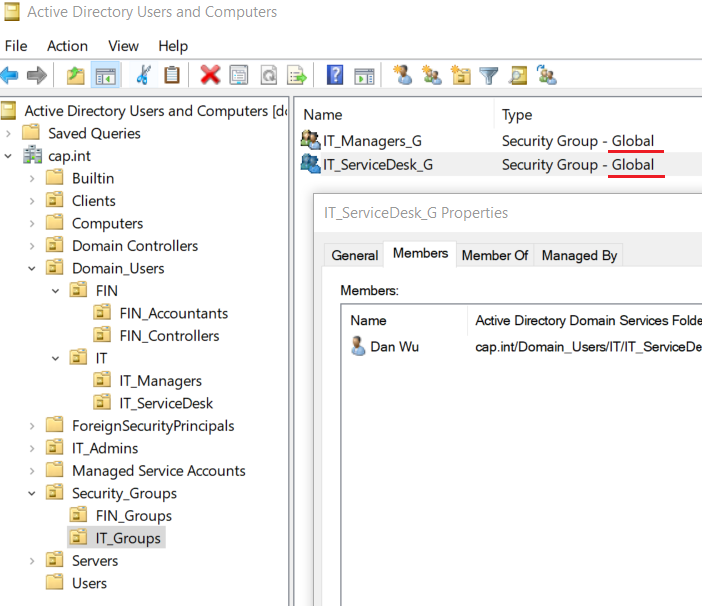 Active Directory Users and Computers
File Action View Help
Active Directory Users and Computers [do
Saved Queries
cap.int
Builtin
Clients
Computers
Domain Controllers
Domain_Users
FIN
FIN_Accountants
FIN_Controllers
IT
IT_Managers
IT_ServiceDesk
ForeignSecurityPrincipals
IT_Admins
Managed Service Accounts
Security_Groups
FIN_Groups
IT_Groups
Servers
Users
Name Type
IT_Managers_G Security Group - Global
IT_ServiceDesk_G Security Group - Global
IT_ServiceDesk_G Properties
General Members Member Of Managed By
Members:
Name Active Directory Domain Services Folde
Dan Wu cap.int/Domain_Users/IT/IT_ServiceDe